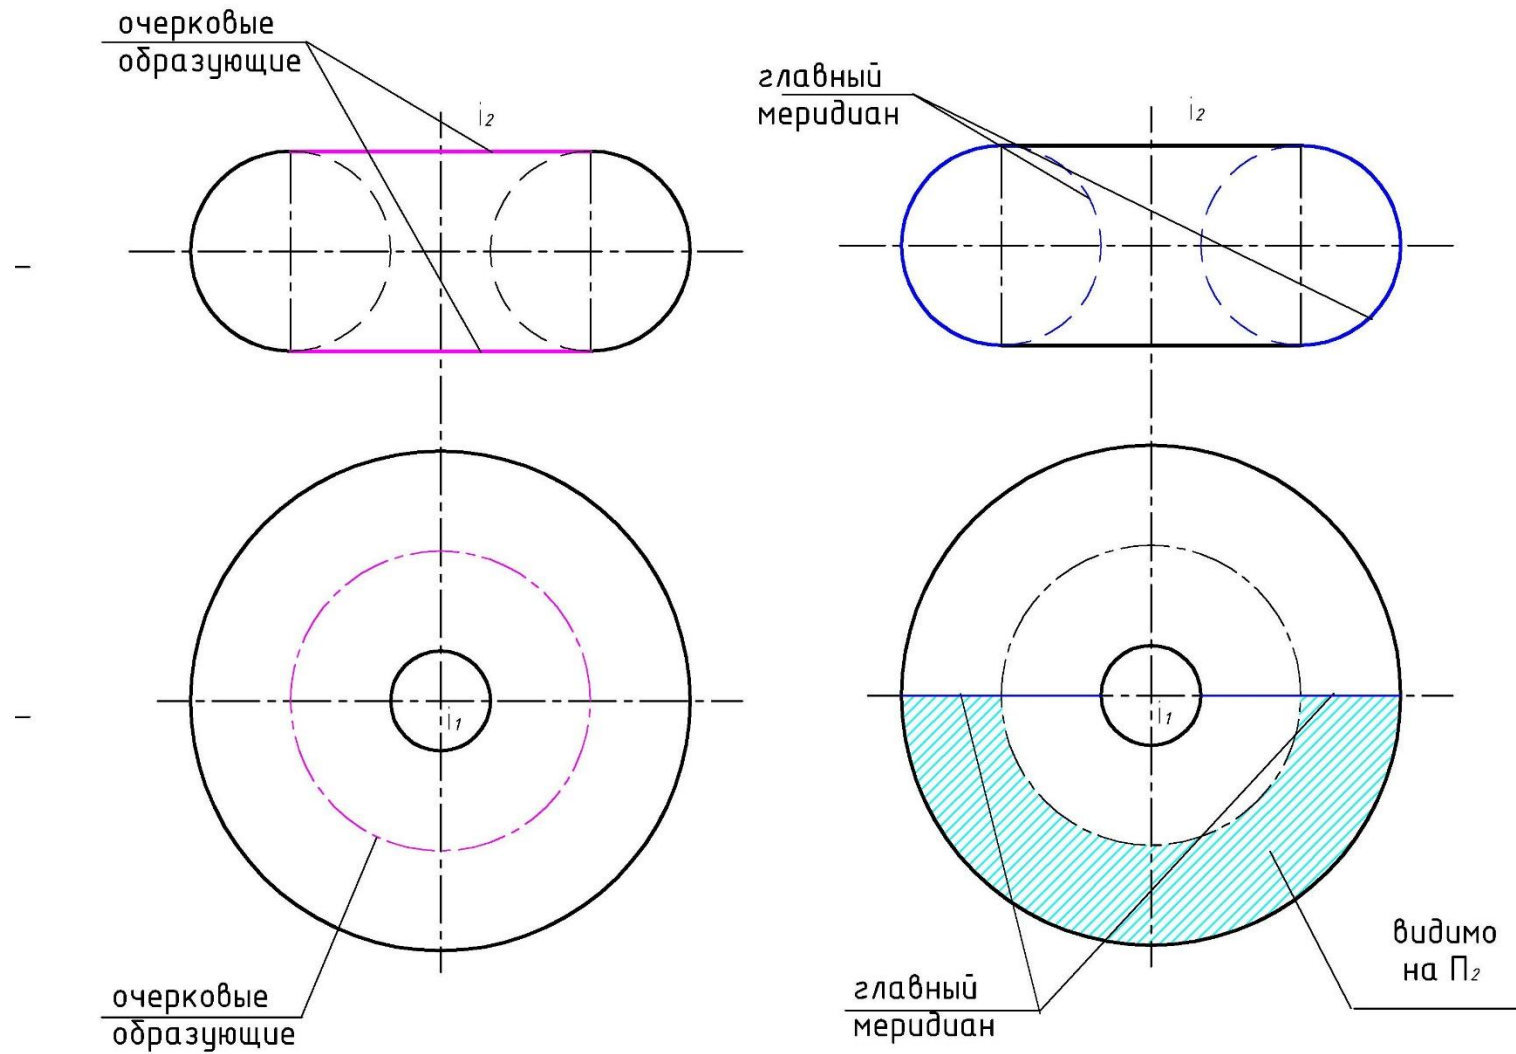 очерковые
образующие
i2
главный
меридиан
i2
i1
i1
очерковые
образующие
главный
меридиан
видимо
на П2